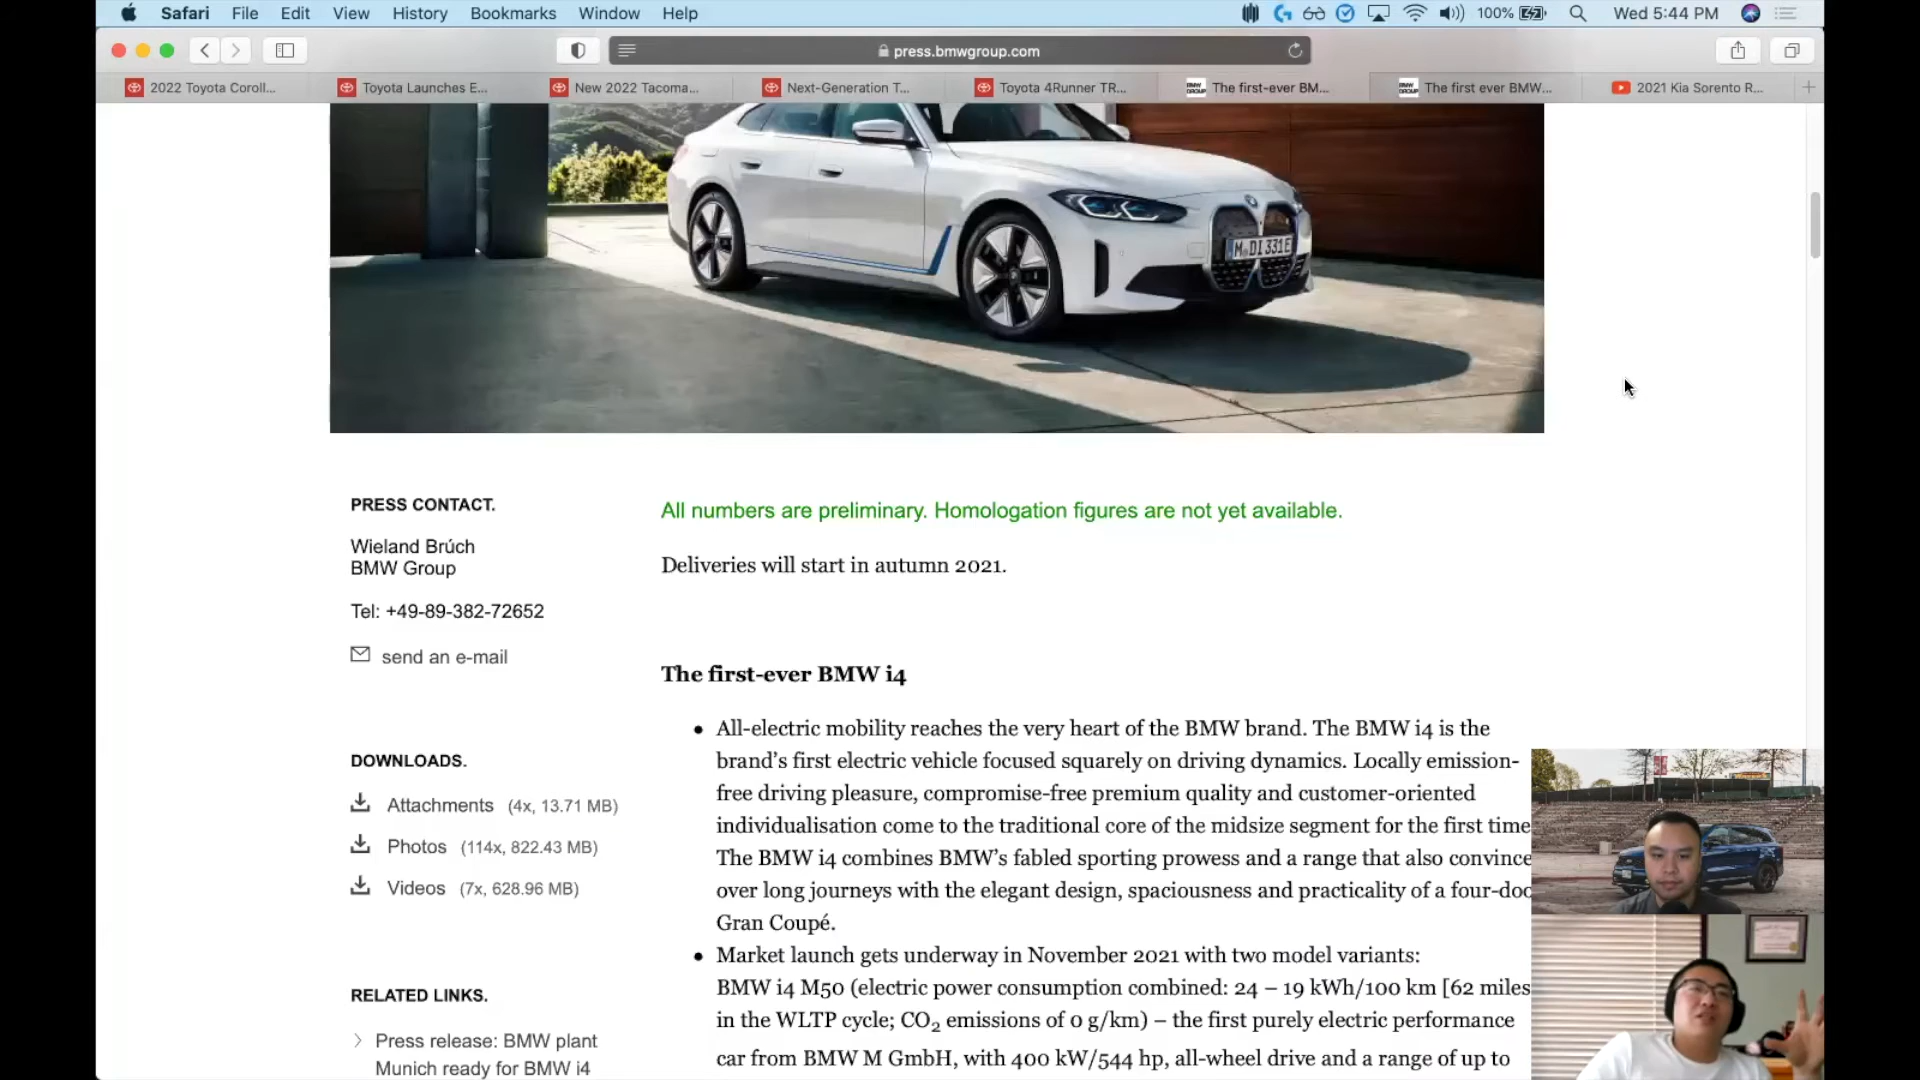 Safari File Edit View History Bookmarks Window Help 100% Wed 5:44 PM
press.bmwgroup.com
2022 Toyota Coroll... Toyota Launches E... New 2022 Tacoma... Next-Generation T... Toyota 4Runner TR... The first-ever BM... The first ever BMW... 2021 Kia Sorento R...
M DI 331E
PRESS CONTACT.
Wieland Brúch
BMW Group
Tel: +49-89-382-72652
send an e-mail
DOWNLOADS.
Attachments (4x, 13.71 MB)
Photos (114x, 822.43 MB)
Videos (7x, 628.96 MB)
RELATED LINKS.
Press release: BMW plant
Munich ready for BMW i4
All numbers are preliminary. Homologation figures are not yet available.
Deliveries will start in autumn 2021.
The first-ever BMW i4
• All-electric mobility reaches the very heart of the BMW brand. The BMW i4 is the
brand's first electric vehicle focused squarely on driving dynamics. Locally emission-
free driving pleasure, compromise-free premium quality and customer-oriented
individualisation come to the traditional core of the midsize segment for the first time
The BMW i4 combines BMW's fabled sporting prowess and a range that also convince
over long journeys with the elegant design, spaciousness and practicality of a four-doo
Gran Coupé.
• Market launch gets underway in November 2021 with two model variants:
BMW i4 M50 (electric power consumption combined: 24 – 19 kWh/100 km [62 miles
in the WLTP cycle; CO₂ emissions of 0 g/km) – the first purely electric performance
car from BMW M GmbH, with 400 kW/544 hp, all-wheel drive and a range of up to